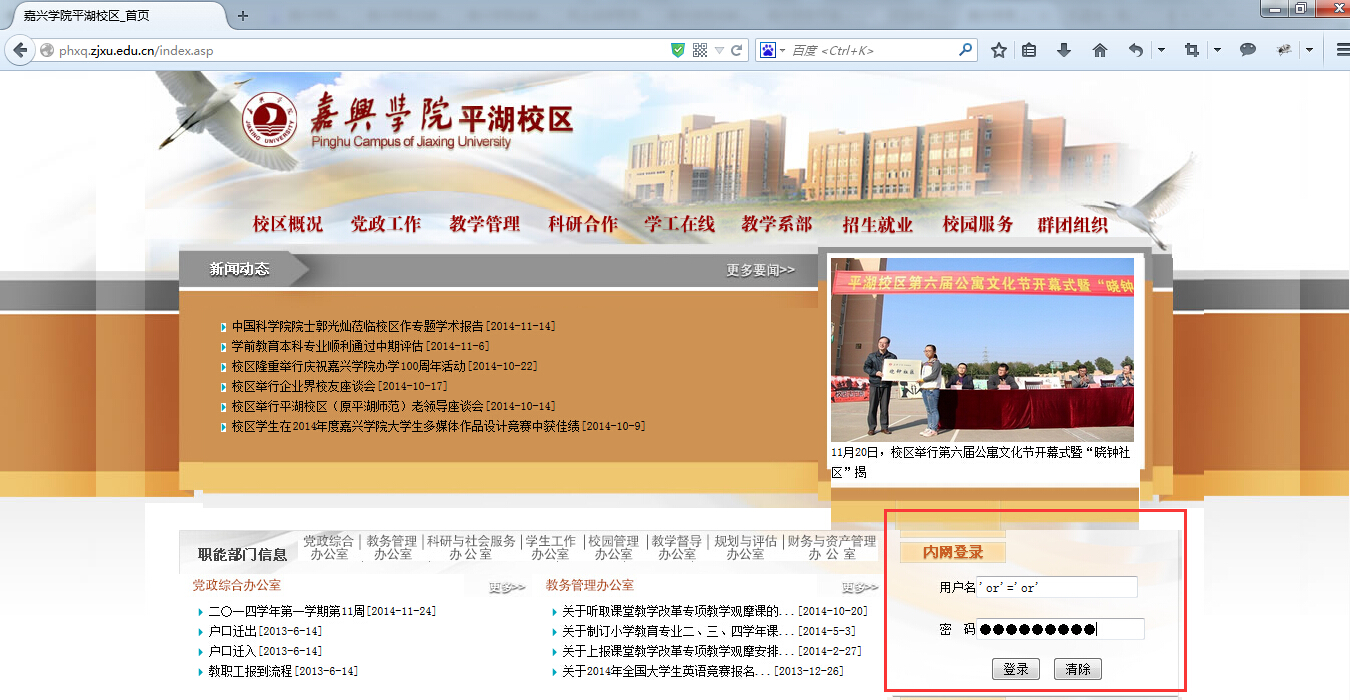 嘉兴学院平湖校区_首页
phxq.zjxu.edu.cn/index.asp
百度 <Ctrl+K>
嘉興學院平湖校区
Pinghu Campus of Jiaxing University
JIAXING UNIVERSITY
校区概况 党政工作 教学管理 科研合作 学工在线 教学系部 招生就业 校园服务 群团组织
新闻动态 更多要闻>>
中国科学院院士郭光灿莅临校区作专题学术报告[2014-11-14]
学前教育本科专业顺利通过中期评估[2014-11-6]
校区隆重举行庆祝嘉兴学院办学100周年活动[2014-10-22]
校区举行企业界校友座谈会[2014-10-17]
校区举行平湖校区（原平湖师范）老领导座谈会[2014-10-14]
校区学生在2014年度嘉兴学院大学生多媒体作品设计竞赛中获佳绩[2014-10-9]
平湖校区第六届公寓文化节开幕式暨“晓钟
11月20日，校区举行第六届公寓文化节开幕式暨“晓钟社
区”揭
职能部门信息
党政综合办公室 | 教务管理办公室 | 科研与社会服务办公室 | 学生工作办公室 | 校园管理办公室 | 教学督导办公室 | 规划与评估办公室 | 财务与资产管理办公室
党政综合办公室 更多>>
二〇一四学年第一学期第11周[2014-11-24]
户口迁出[2013-6-14]
户口迁入[2013-6-14]
教职工报到流程[2013-6-14]
教务管理办公室 更多>>
关于听取课堂教学改革专项教学观摩课的...[2014-10-20]
关于制订小学教育专业二、三、四学年课...[2014-5-3]
关于上报课堂教学改革专项教学观摩安排...[2014-2-27]
关于2014年全国大学生英语竞赛报名...[2013-12-26]
内网登录
用户名 'or'='or'
密 码 ●●●●●●●●●
登录 清除